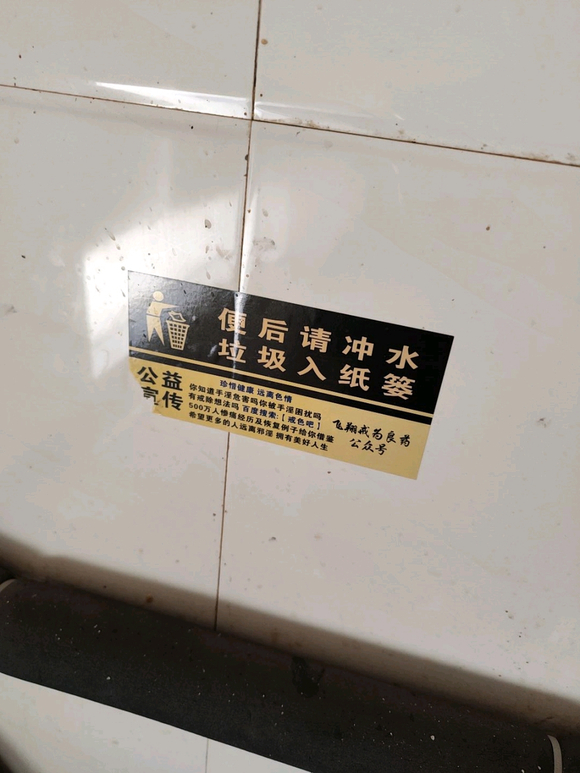 便后请冲水
垃圾入纸篓
公益
宣传
珍惜健康 远离色情
你知道手淫危害吗你被手淫困扰吗
有戒除想法吗 百度搜索:【戒色吧】
500万人惨痛经历及恢复例子给你借鉴
希望更多的人远离邪淫 拥有美好人生
飞翔戒为良药
公众号